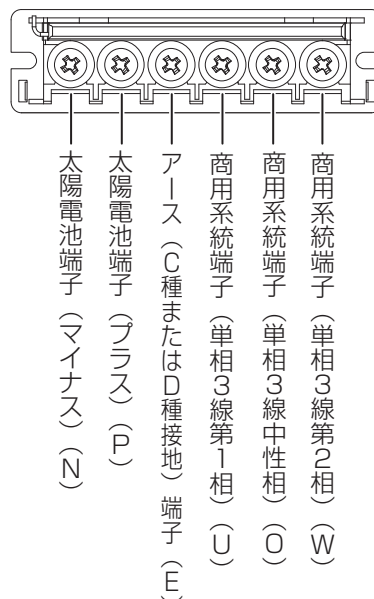 商用系統端子(単相3線第2相)(W)
商用系統端子(単相3線中性相)(O)
商用系統端子(単相3線第1相)(U)
アース(C種またはD種接地)端子(E)
太陽電池端子(プラス)(P)
太陽電池端子(マイナス)(N)